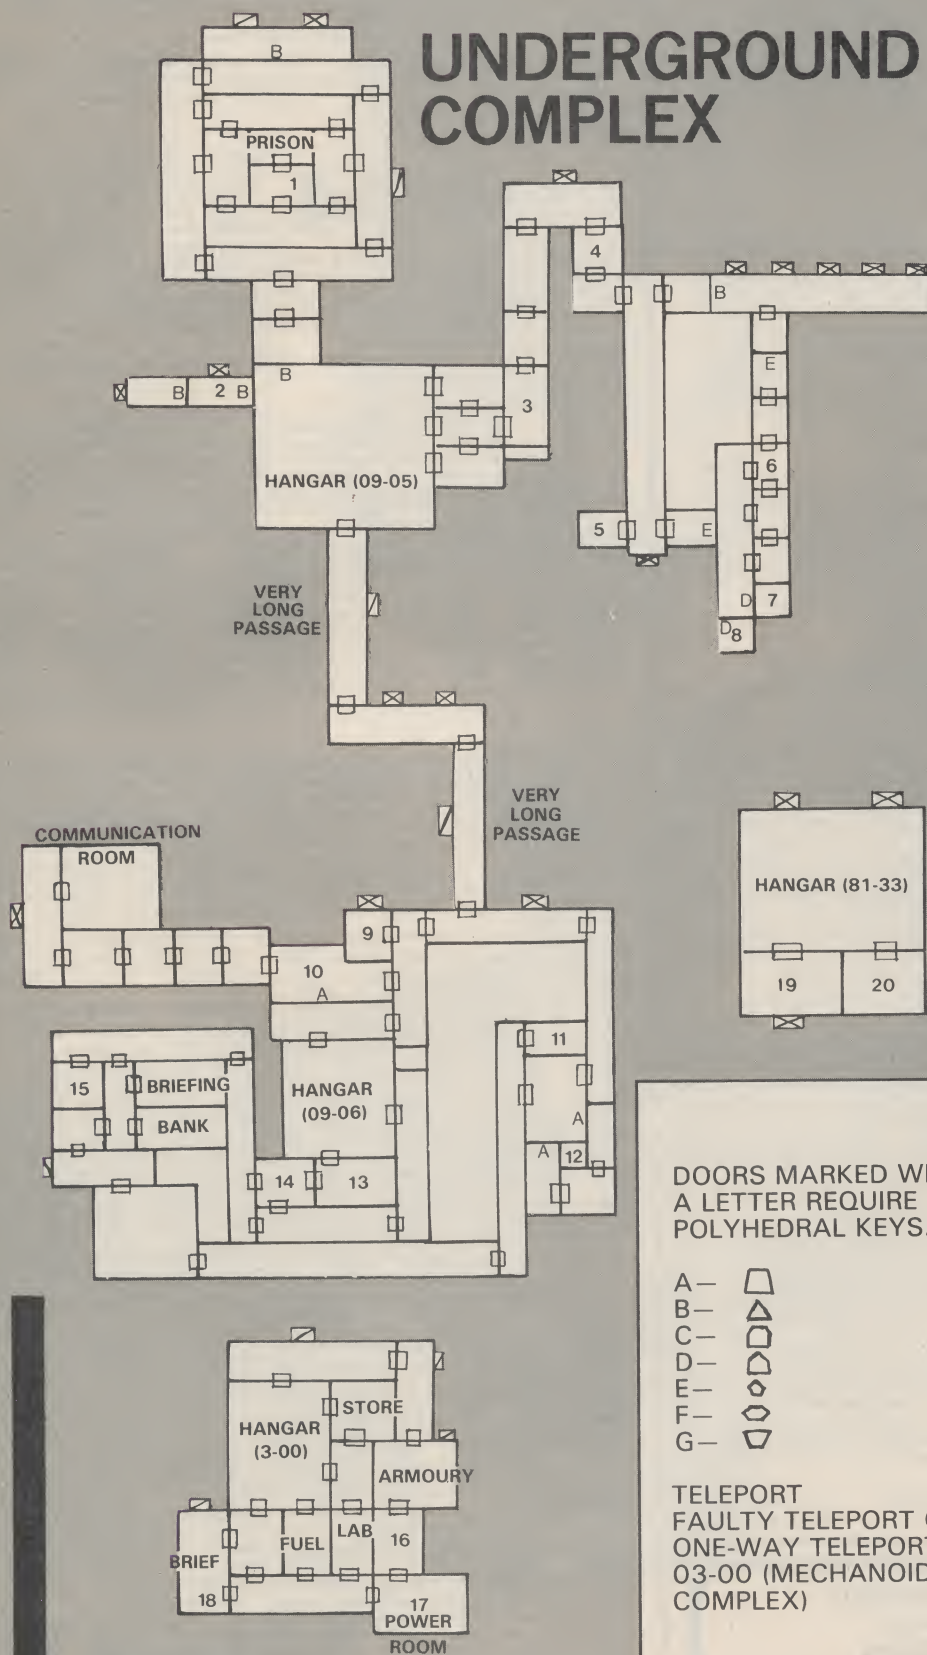 UNDERGROUND
COMPLEX
B
PRISON
1
4
B
B
2
B
B
3
E
HANGAR (09-05)
6
5
E
VERY
LONG
PASSAGE
D
7
D
8
VERY
LONG
PASSAGE
COMMUNICATION
ROOM
HANGAR (81-33)
9
10
A
19
20
11
15
BRIEFING
HANGAR
(09-06)
BANK
A
A
12
14
13
DOORS MARKED WI
A LETTER REQUIRE
POLYHEDRAL KEYS.
A—
B—
C—
D—
E—
F—
G—
STORE
HANGAR
(3-00)
ARMOURY
FUEL
LAB
16
BRIEF
18
17
POWER
ROOM
TELEPORT
FAULTY TELEPORT
ONE-WAY TELEPORT
03-00 (MECHANOID
COMPLEX)